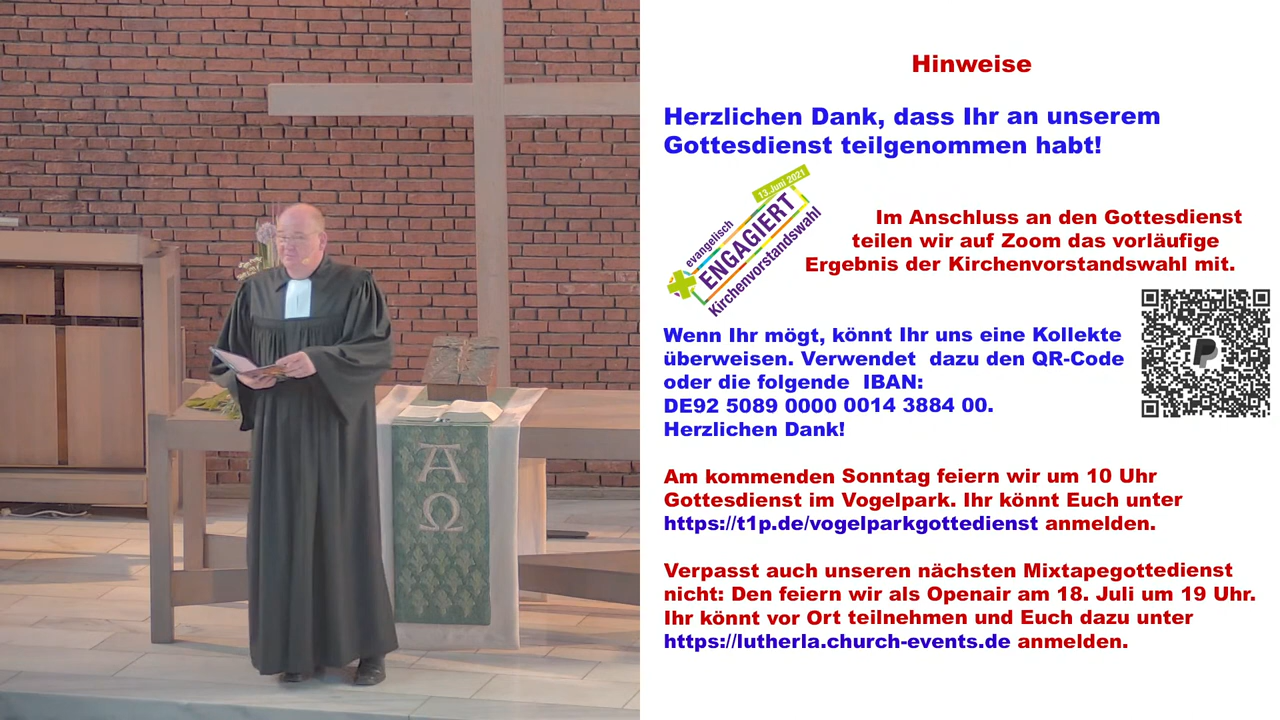 Hinweise
Herzlichen Dank, dass Ihr an unserem
Gottesdienst teilgenommen habt!
13. Juni 2021
evangelisch
ENGAGIERT
Kirchenvorstandswahl
Im Anschluss an den Gottesdienst
teilen wir auf Zoom das vorläufige
Ergebnis der Kirchenvorstandswahl mit.
Wenn Ihr mögt, könnt Ihr uns eine Kollekte
überweisen. Verwendet  dazu den QR-Code
oder die folgende  IBAN:
DE92 5089 0000 0014 3884 00.
Herzlichen Dank!
Am kommenden Sonntag feiern wir um 10 Uhr
Gottesdienst im Vogelpark. Ihr könnt Euch unter
https://t1p.de/vogelparkgottedienst anmelden.
Verpasst auch unseren nächsten Mixtapegottedienst
nicht: Den feiern wir als Openair am 18. Juli um 19 Uhr.
Ihr könnt vor Ort teilnehmen und Euch dazu unter
https://lutherla.church-events.de anmelden.
Α
Ω